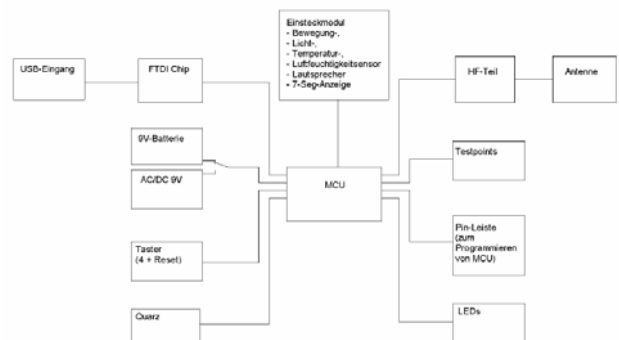 Einsteckmodul
- Bewegung-,
- Licht-,
- Temperatur-,
- Luftfeuchtigkeitsensor
- Lautsprecher
- 7-Seg-Anzeige
USB-Eingang
FTDI Chip
HF-Teil
Antenne
9V-Batterie
AC/DC 9V
MCU
Testpoints
Taster
(4 + Reset)
Pin-Leiste
(zum
Programmieren
von MCU)
Quarz
LEDs